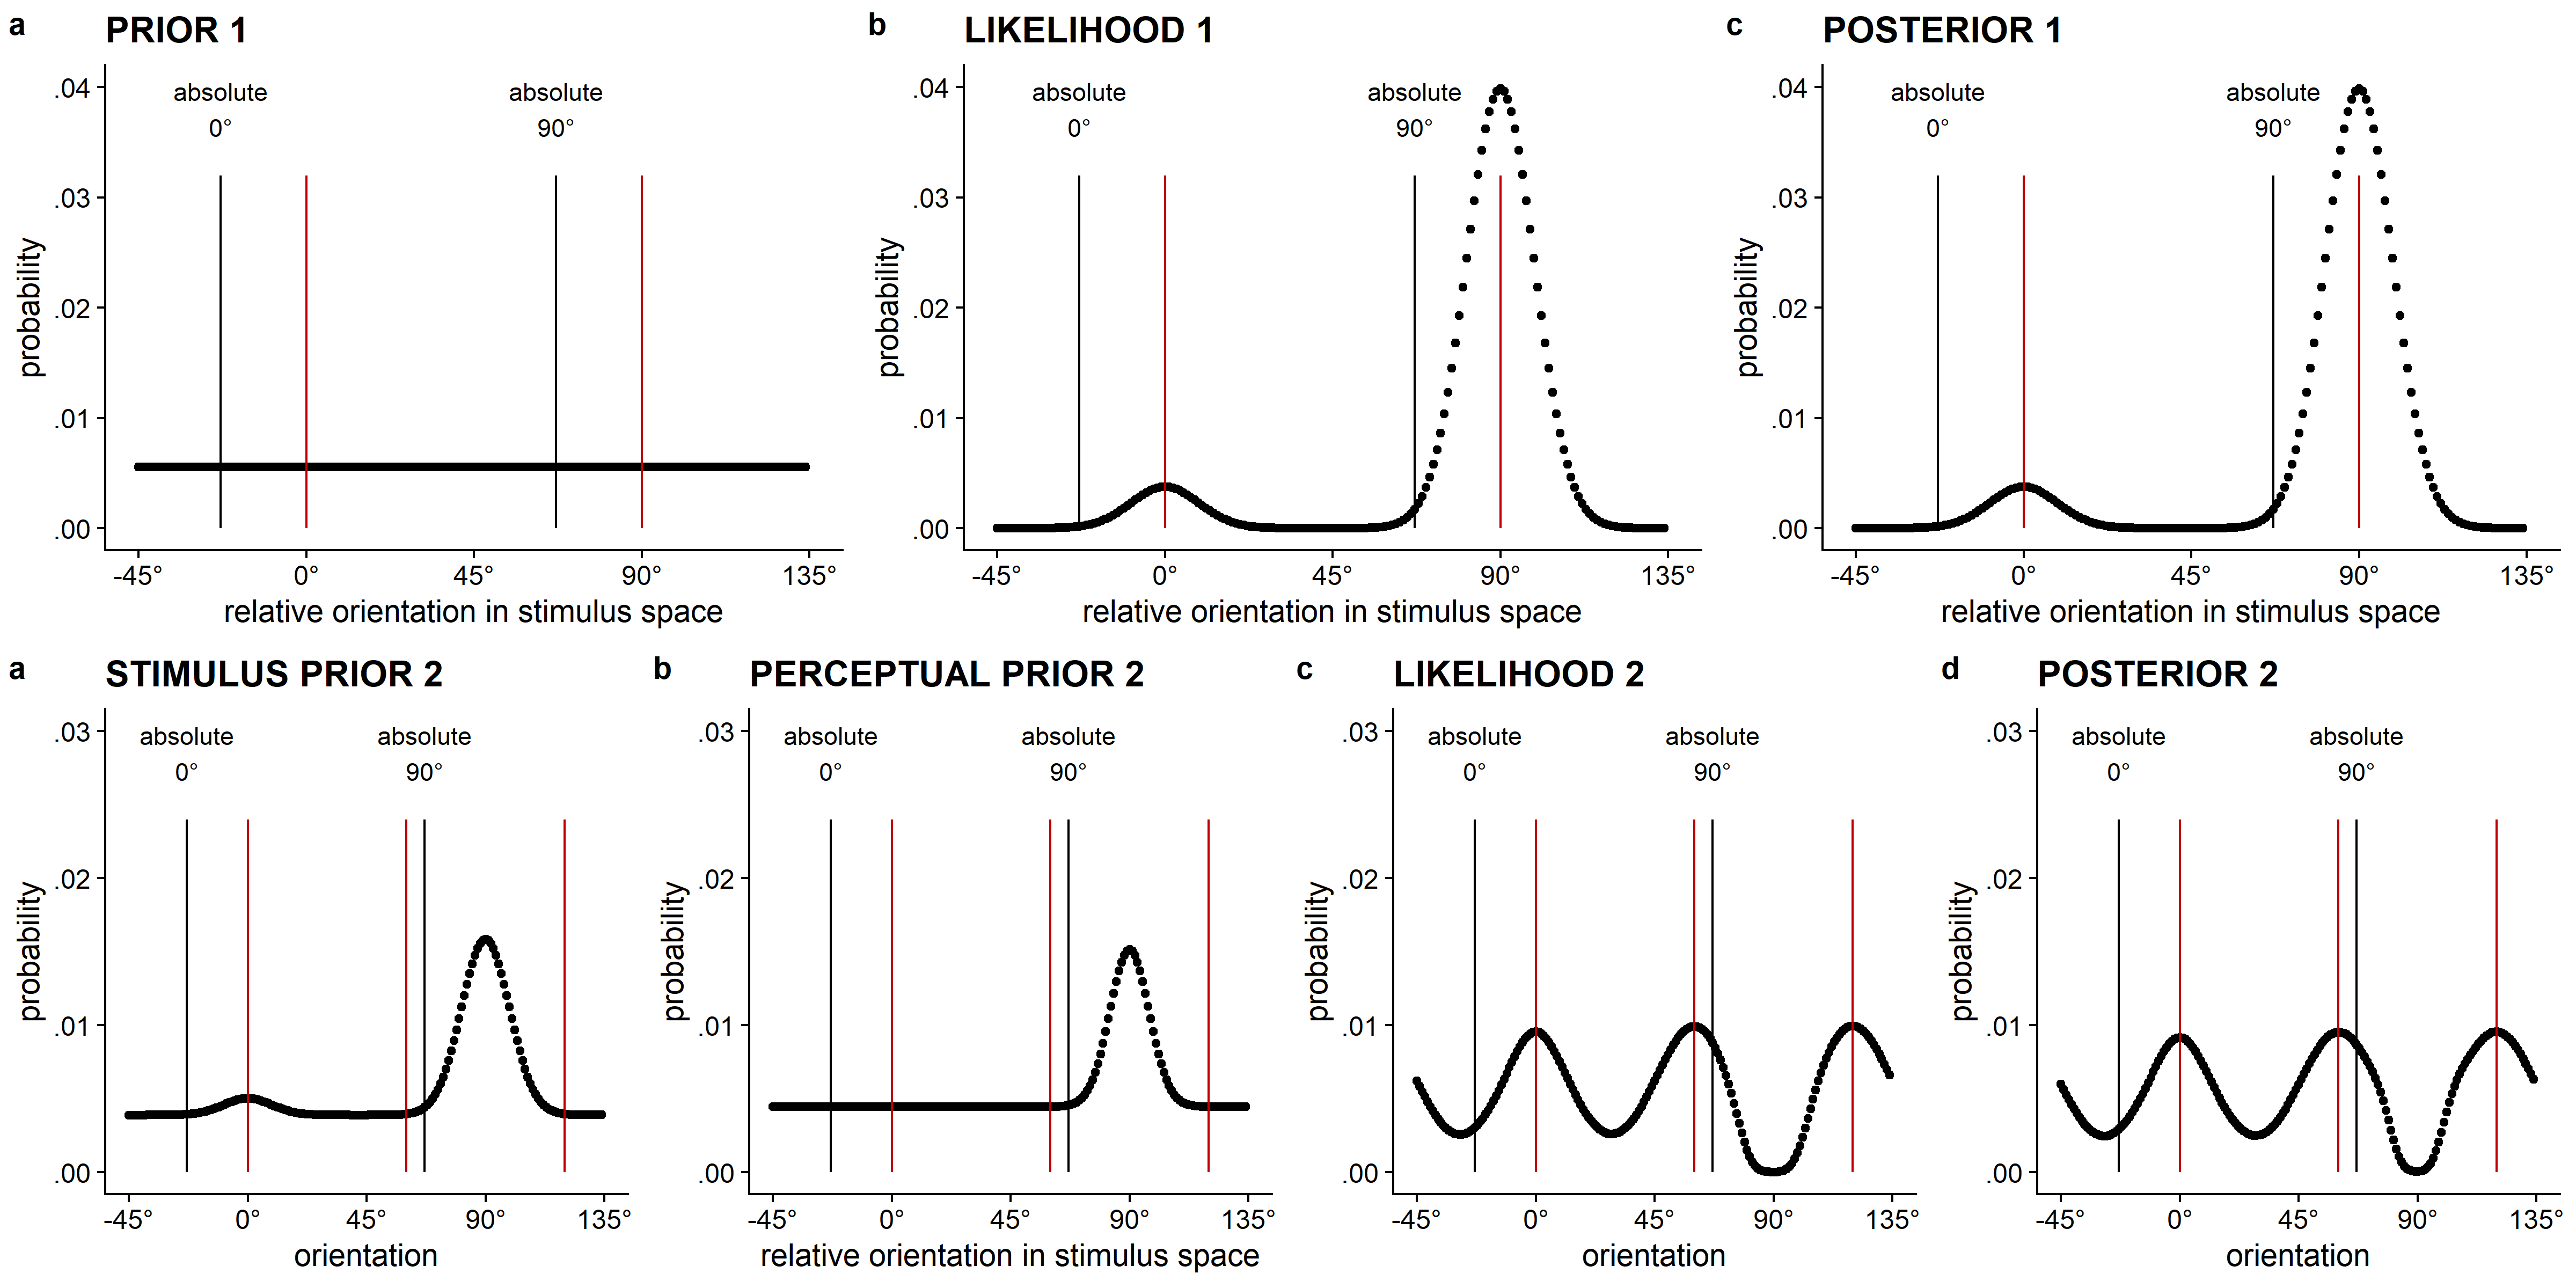 a PRIOR 1
absolute
0°
absolute
90°
.04
.03
.02
.01
.00
probability
-45° 0° 45° 90° 135°
relative orientation in stimulus space
b LIKELIHOOD 1
absolute
0°
absolute
90°
.04
.03
.02
.01
.00
probability
-45° 0° 45° 90° 135°
relative orientation in stimulus space
c POSTERIOR 1
absolute
0°
absolute
90°
.04
.03
.02
.01
.00
probability
-45° 0° 45° 90° 135°
relative orientation in stimulus space
a STIMULUS PRIOR 2
absolute
0°
absolute
90°
.03
.02
.01
.00
probability
-45° 0° 45° 90° 135°
orientation
b PERCEPTUAL PRIOR 2
absolute
0°
absolute
90°
.03
.02
.01
.00
probability
-45° 0° 45° 90° 135°
relative orientation in stimulus space
c LIKELIHOOD 2
absolute
0°
absolute
90°
.03
.02
.01
.00
probability
-45° 0° 45° 90° 135°
orientation
d POSTERIOR 2
absolute
0°
absolute
90°
.03
.02
.01
.00
probability
-45° 0° 45° 90° 135°
orientation